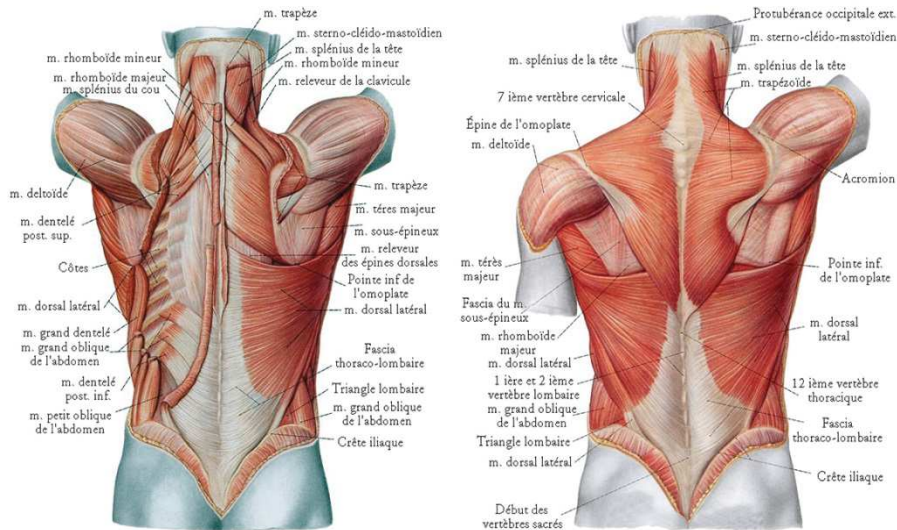 m. trapèze
m. sterno-cléido-mastoïdien
m. splénius de la tête
m. rhomboïde mineur
m. releveur de la clavicule
m. rhomboïde mineur
m. rhomboïde majeur
m. splénius du cou
m. deltoïde
m. dentelé
post. sup.
Côtes
m. dorsal latéral
m. grand dentelé
m. grand oblique
de l'abdomen
m. dentelé
post. inf.
m. petit oblique
de l'abdomen
m. trapèze
m. téres majeur
m. sous-épineux
m. releveur
des épines dorsales
Pointe inf de
l'omoplate
m. dorsal latéral
Fascia
thoraco-lombaire
Triangle lombaire
m. grand oblique
de l'abdomen
Crête iliaque
Protubérance occipitale ext.
m. sterno-cléido-mastoïdien
m. splénius de la tête
m. splénius de la tête
m. trapézoïde
7 ième vertèbre cervicale
Épine de l'omoplate
m. deltoïde
Acromion
m. térès
majeur
Pointe inf.
de l'omoplate
Fascia du m.
sous-épineux
m. rhomboïde
majeur
m. dorsal latéral
m. dorsal
latéral
1 ière et 2 ième
vertèbre lombaire
12 ième vertèbre
thoracique
m. grand oblique
de l'abdomen
Fascia
thoraco-lombaire
Triangle lombaire
m. dorsal latéral
Crête iliaque
Début des
vertèbres sacrés